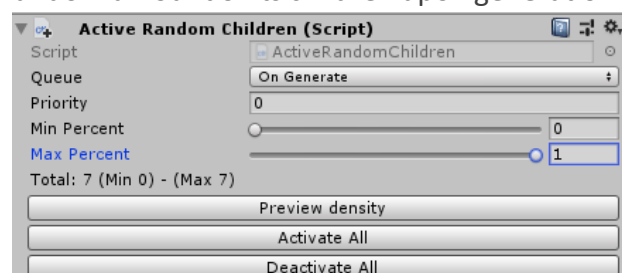 Active Random Children (Script)
Script ActiveRandomChildren
Queue On Generate
Priority 0
Min Percent 0
Max Percent 1
Total: 7 (Min 0) - (Max 7)
Preview density
Activate All
Deactivate All